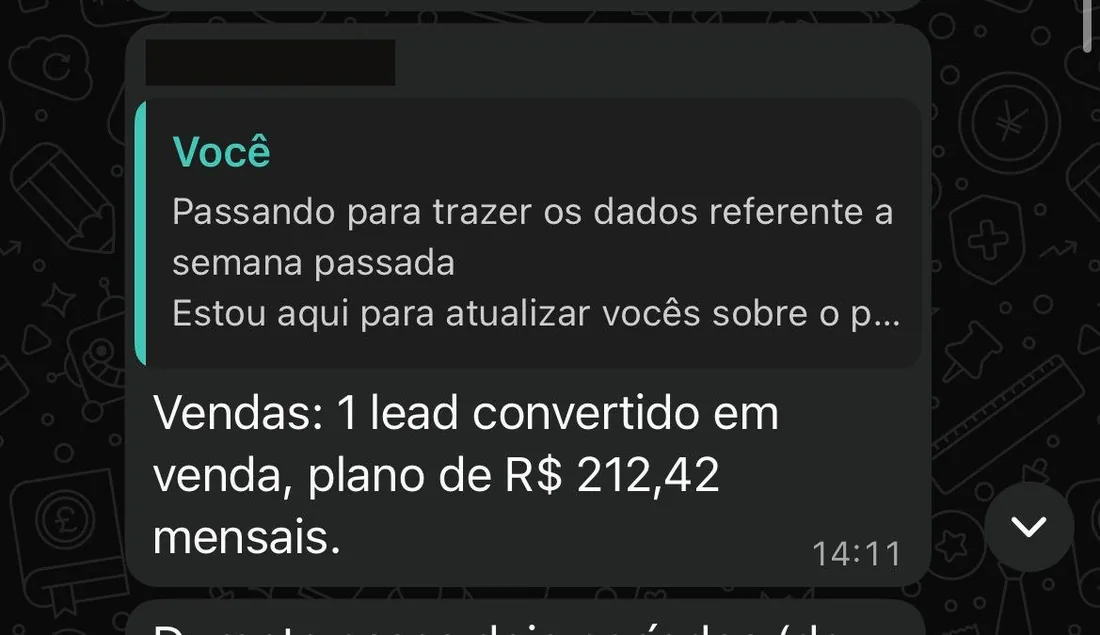 Você
Passando para trazer os dados referente a
semana passada
Estou aqui para atualizar vocês sobre o p...
Vendas: 1 lead convertido em
venda, plano de R$ 212,42
mensais.
14:11